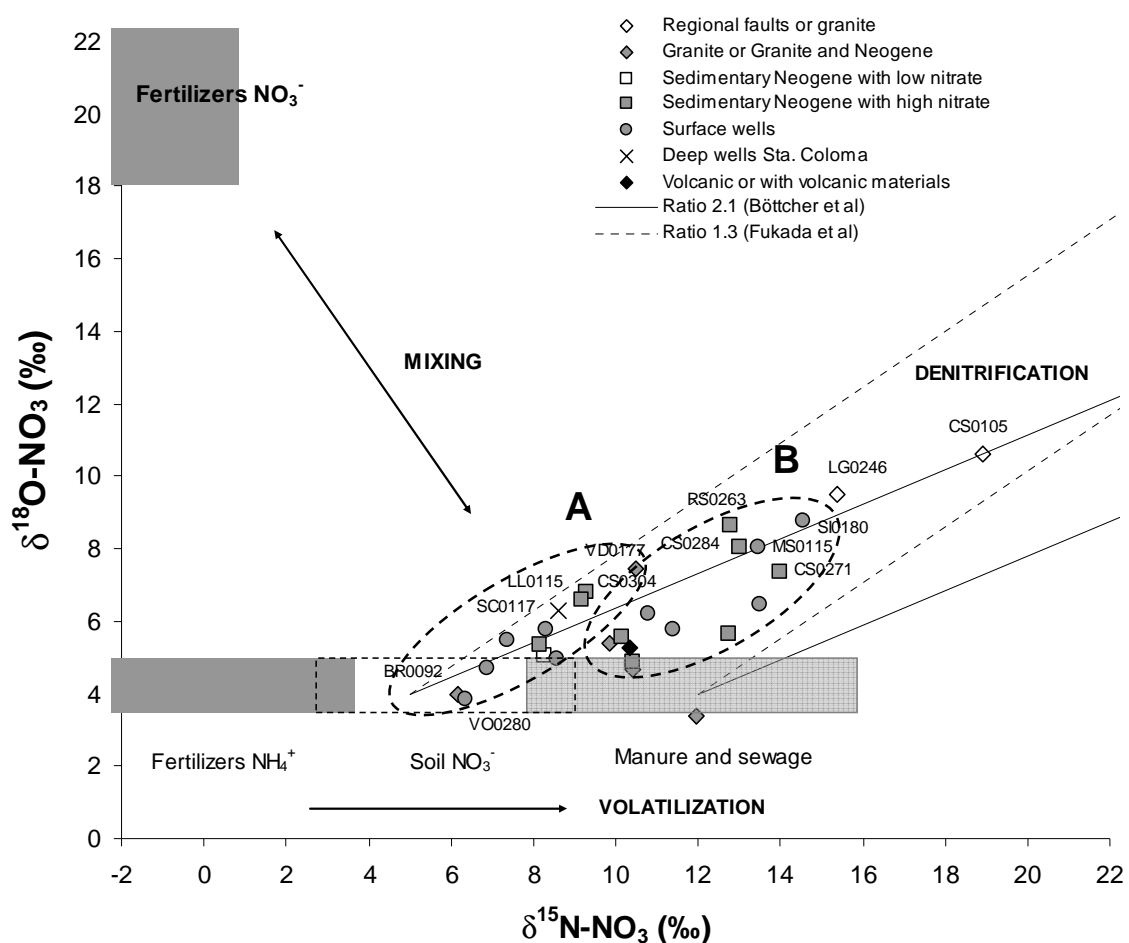 22
20
18
16
14
12
10
8
6
4
2
0
δ¹⁸O-NO₃ (‰)
Fertilizers NO₃⁻
Regional faults or granite
Granite or Granite and Neogene
Sedimentary Neogene with low nitrate
Sedimentary Neogene with high nitrate
Surface wells
Deep wells Sta. Coloma
Volcanic or with volcanic materials
Ratio 2.1 (Böttcher et al)
Ratio 1.3 (Fukada et al)
MIXING
DENITRIFICATION
CS0105
B
LG0246
A
RS0263
SI0180
VD0177
CS0284
MS0115
LL0115
CS0304
CS0271
SC0117
BR0092
VO0280
Fertilizers NH₄⁺
Soil NO₃⁻
Manure and sewage
VOLATILIZATION
-2 0 2 4 6 8 10 12 14 16 18 20 22
δ¹⁵N-NO₃ (‰)